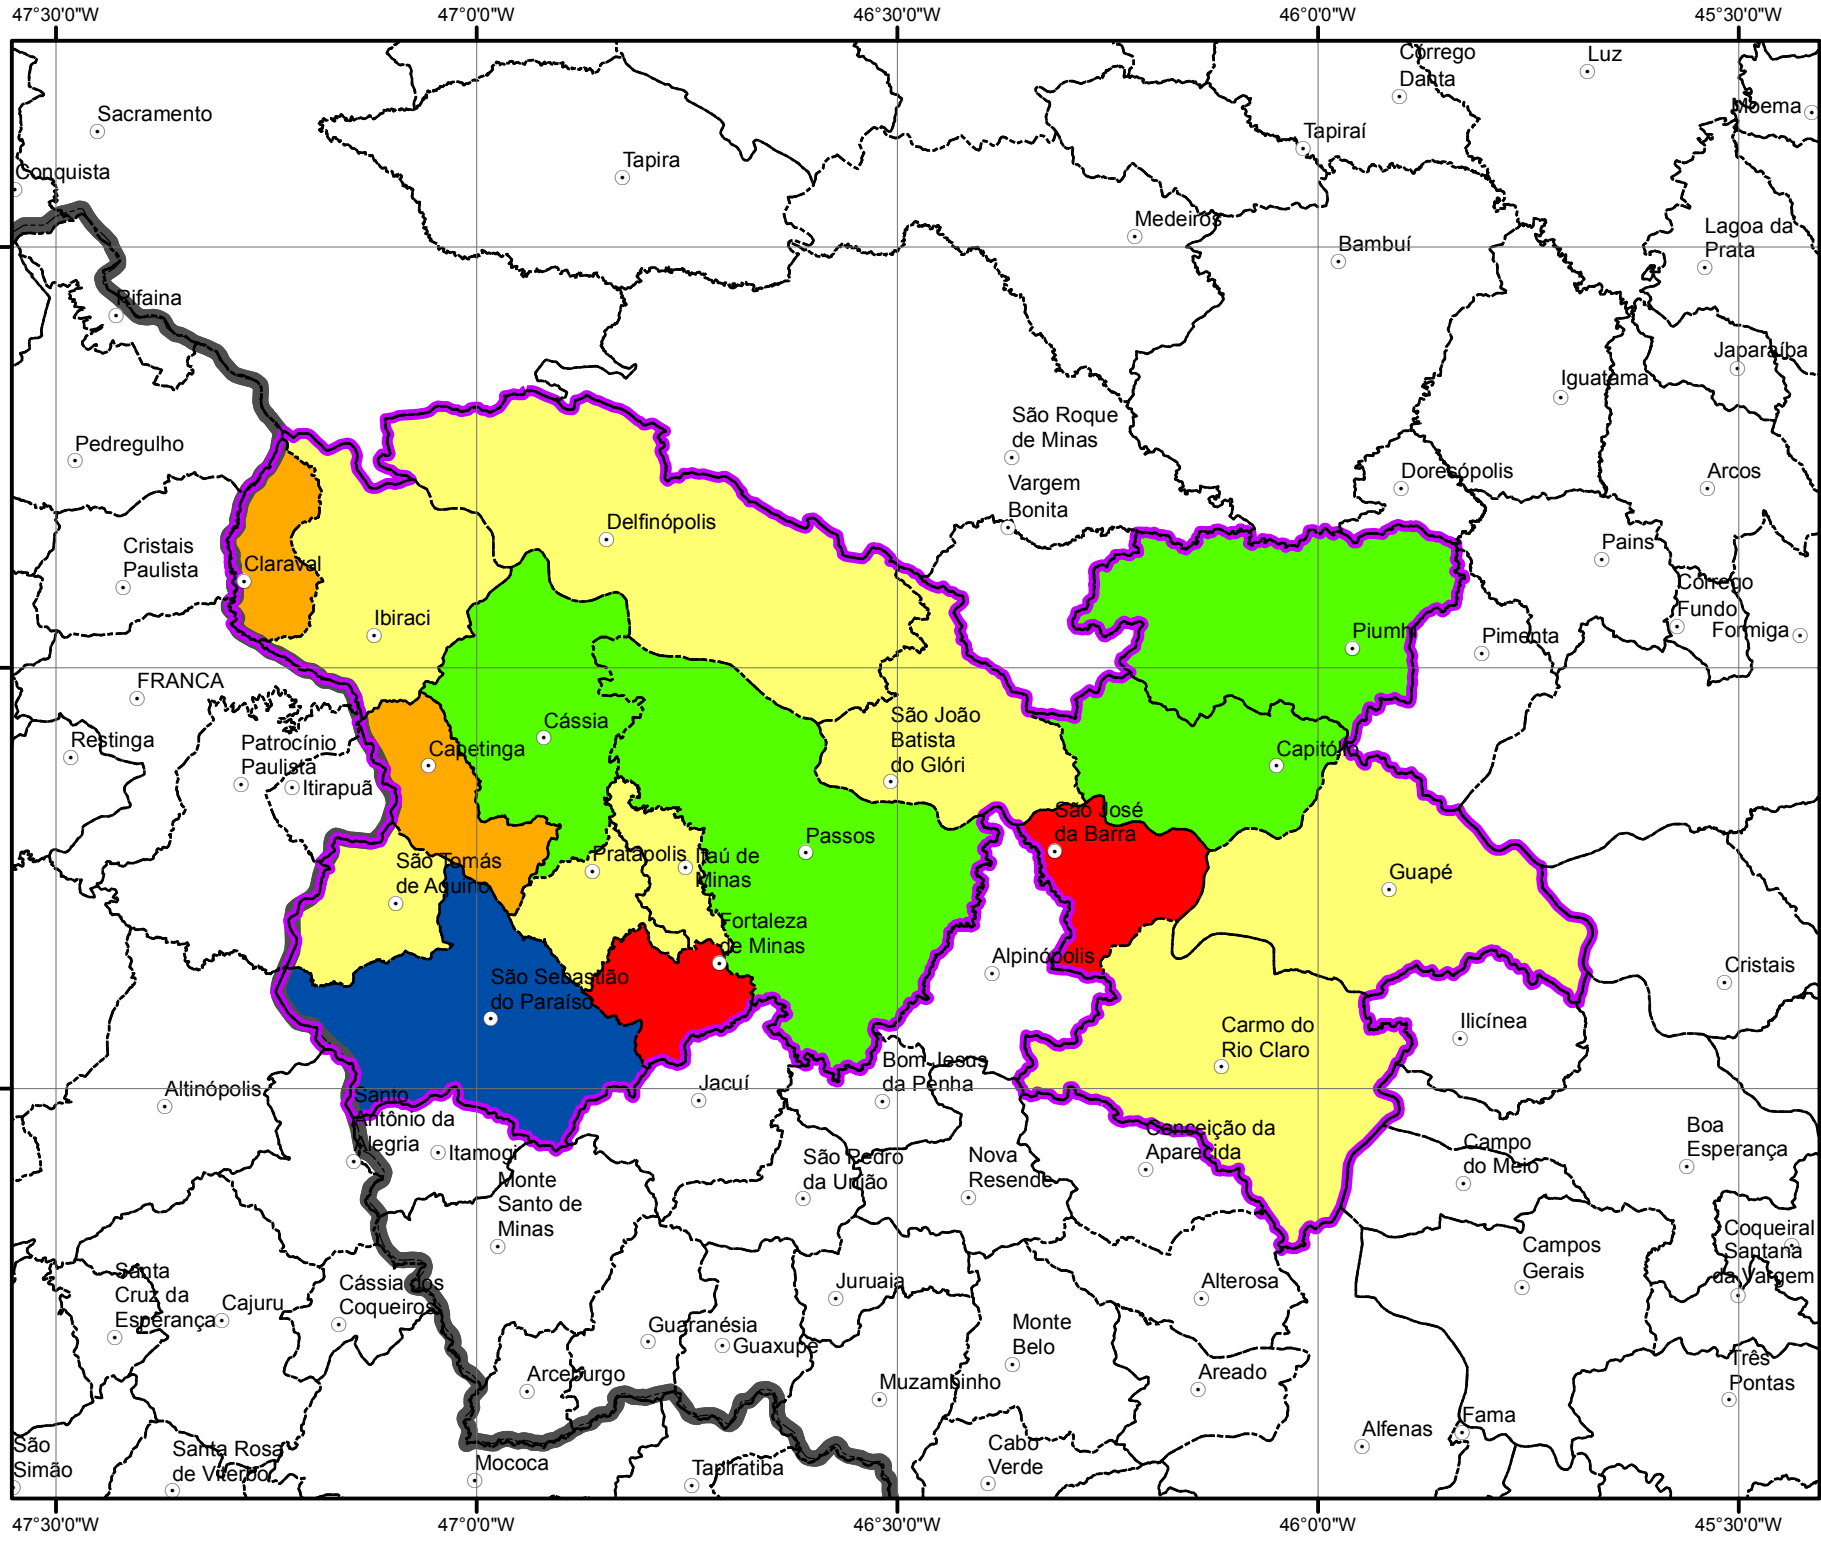 47°30'0"W 47°0'0"W 46°30'0"W 46°0'0"W 45°30'0"W
Córrego
Danta
Luz
Moema
Sacramento
Tapiraí
Tapira
Conquista
Medeiros
Bambuí
Lagoa da
Prata
Rifaina
Japaraíba
Iguatama
São Roque
de Minas
Pedregulho
Doresópolis
Arcos
Vargem
Bonita
Delfinópolis
Cristais
Paulista
Claraval
Pains
Córrego
Fundo
Formiga
Ibiraci
Piumhi
Pimenta
FRANCA
Cássia
São João
Batista
do Glóri
Restinga
Patrocínio
Paulista
Itirapuã
Capetinga
Capitólio
São José
da Barra
Passos
São Tomás
de Aquino
Pratápolis
Itaú de
Minas
Guapé
Fortaleza
de Minas
Alpinópolis
Cristais
São Sebastião
do Paraíso
Carmo do
Rio Claro
Ilicínea
Bom Jesus
da Penha
Jacuí
Altinópolis
Santo
Antônio da
Alegria
Itamogi
Conceição da
Aparecida
Boa
Esperança
Campo
do Meio
São Pedro
da União
Nova
Resende
Monte
Santo de
Minas
Coqueiral
Santana
da Vargem
Campos
Gerais
Santa
Cruz da
Esperança
Cajuru
Cássia dos
Coqueiros
Juruaia
Alterosa
Guaranésia
Guaxupé
Monte
Belo
Arceburgo
Muzambinho
Areado
Três
Pontas
Fama
Alfenas
São
Simão
Santa Rosa
de Viterbo
Mococa
Tapiratiba
Cabo
Verde
47°30'0"W 47°0'0"W 46°30'0"W 46°0'0"W 45°30'0"W